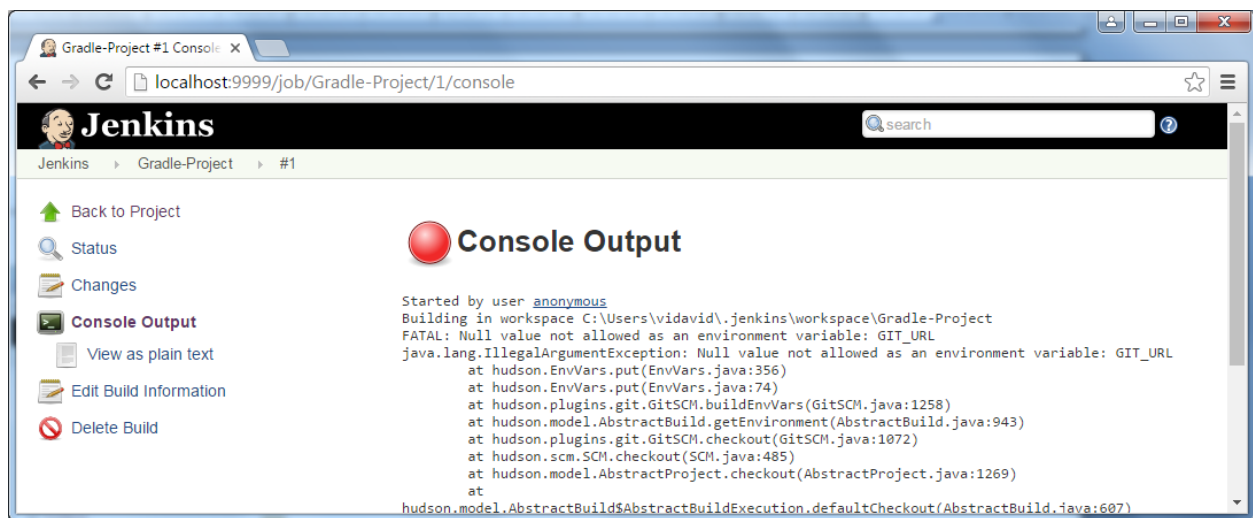 Gradle-Project #1 Console
localhost:9999/job/Gradle-Project/1/console
Jenkins
search
Jenkins Gradle-Project #1
Back to Project
Status
Changes
Console Output
View as plain text
Edit Build Information
Delete Build
Console Output
Started by user anonymous
Building in workspace C:\Users\vidavid\.jenkins\workspace\Gradle-Project
FATAL: Null value not allowed as an environment variable: GIT_URL
java.lang.IllegalArgumentException: Null value not allowed as an environment variable: GIT_URL
at hudson.EnvVars.put(EnvVars.java:356)
at hudson.EnvVars.put(EnvVars.java:74)
at hudson.plugins.git.GitSCM.buildEnvVars(GitSCM.java:1258)
at hudson.model.AbstractBuild.getEnvironment(AbstractBuild.java:943)
at hudson.plugins.git.GitSCM.checkout(GitSCM.java:1072)
at hudson.scm.SCM.checkout(SCM.java:485)
at hudson.model.AbstractProject.checkout(AbstractProject.java:1269)
at
hudson.model.AbstractBuild$AbstractBuildExecution.defaultCheckout(AbstractBuild.java:607)